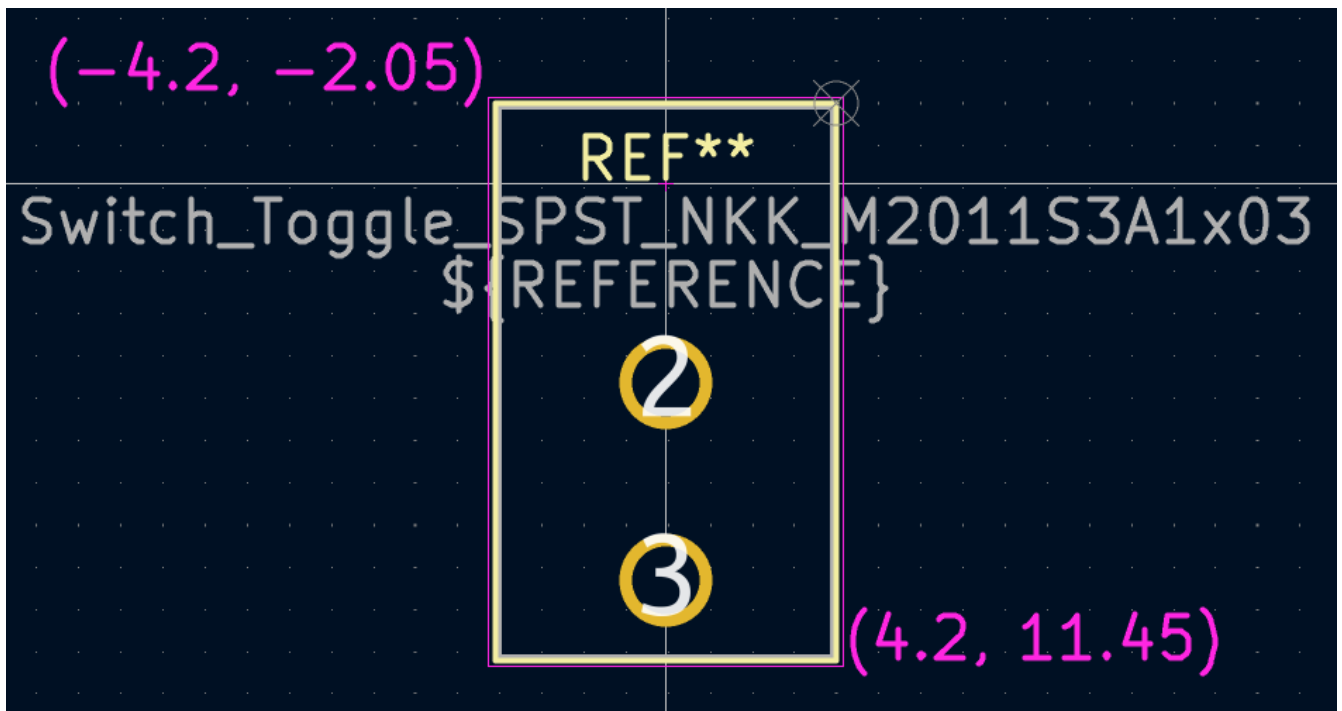 (−4.2, −2.05)
REF**
Switch_Toggle_SPST_NKK_M2011S3A1x03
${REFERENCE}
2
3
(4.2, 11.45)